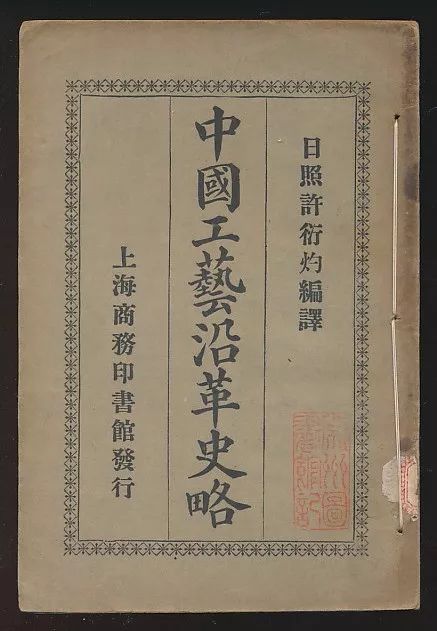 日照許衍灼編譯
中國工藝沿革史略
上海商務印書館發行